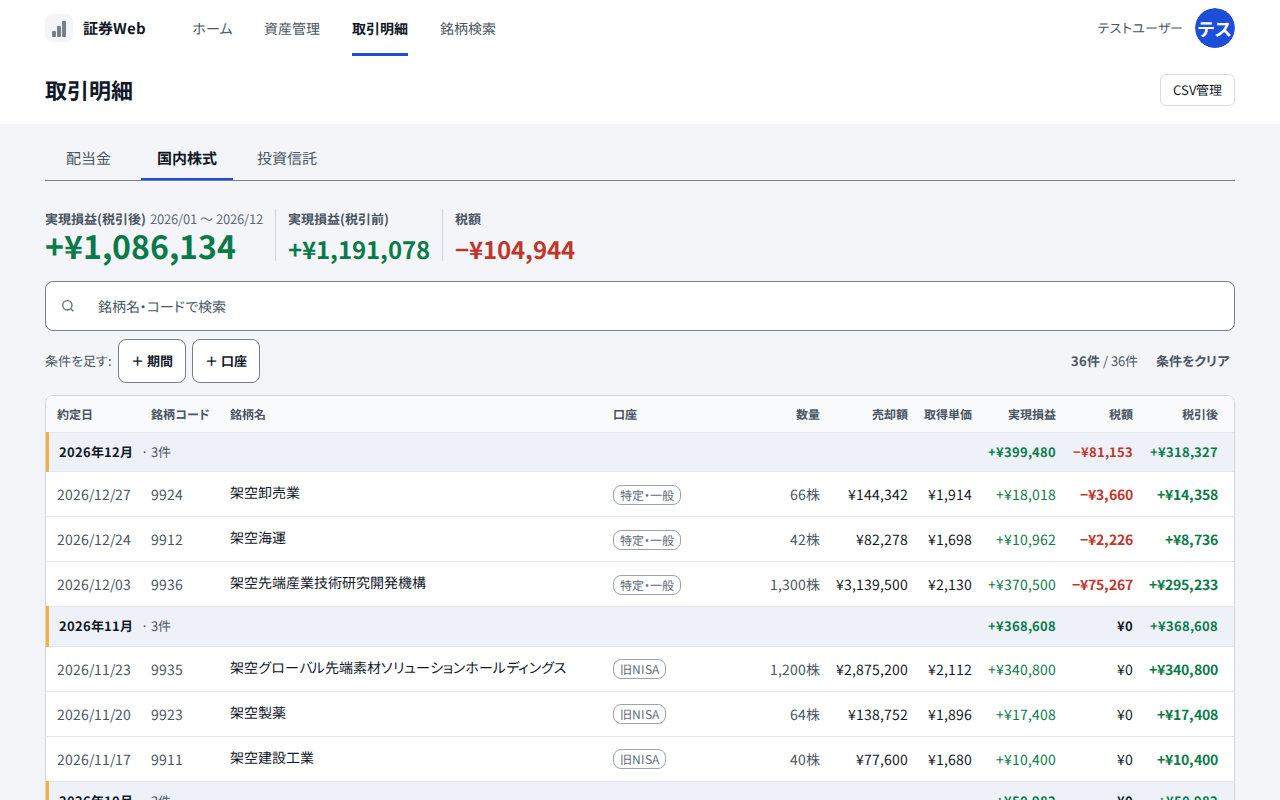 証券Web ホーム 資産管理 取引明細 銘柄検索 テストユーザー テス
取引明細 CSV管理
配当金 国内株式 投資信託
実現損益(税引後) 2026/01 〜 2026/12 実現損益(税引前) 税額
+¥1,086,134 +¥1,191,078 −¥104,944
銘柄名・コードで検索
条件を足す: ＋ 期間 ＋ 口座 36件 / 36件 条件をクリア
約定日 銘柄コード 銘柄名 口座 数量 売却額 取得単価 実現損益 税額 税引後
2026年12月 · 3件 +¥399,480 −¥81,153 +¥318,327
2026/12/27 9924 架空卸売業 特定・一般 66株 ¥144,342 ¥1,914 +¥18,018 −¥3,660 +¥14,358
2026/12/24 9912 架空海運 特定・一般 42株 ¥82,278 ¥1,698 +¥10,962 −¥2,226 +¥8,736
2026/12/03 9936 架空先端産業技術研究開発機構 特定・一般 1,300株 ¥3,139,500 ¥2,130 +¥370,500 −¥75,267 +¥295,233
2026年11月 · 3件 +¥368,608 ¥0 +¥368,608
2026/11/23 9935 架空グローバル先端素材ソリューションホールディングス 旧NISA 1,200株 ¥2,875,200 ¥2,112 +¥340,800 ¥0 +¥340,800
2026/11/20 9923 架空製薬 旧NISA 64株 ¥138,752 ¥1,896 +¥17,408 ¥0 +¥17,408
2026/11/17 9911 架空建設工業 旧NISA 40株 ¥77,600 ¥1,680 +¥10,400 ¥0 +¥10,400
2026年10月 · 3件 +¥50,982 ¥0 +¥50,982